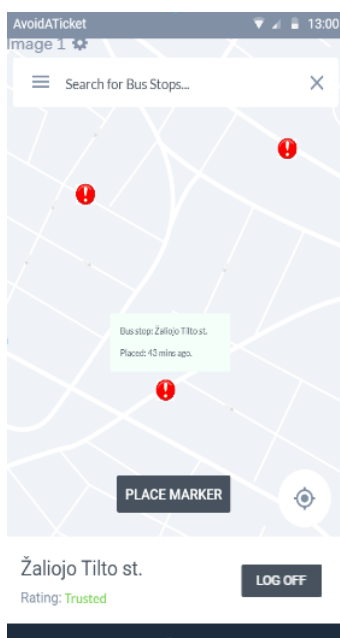 AvoidATicket 13:00
Image 1
Search for Bus Stops...
Bus stop: Žaliojo Tilto st.
Placed: 43 mins ago.
PLACE MARKER
Žaliojo Tilto st.
LOG OFF
Rating: Trusted